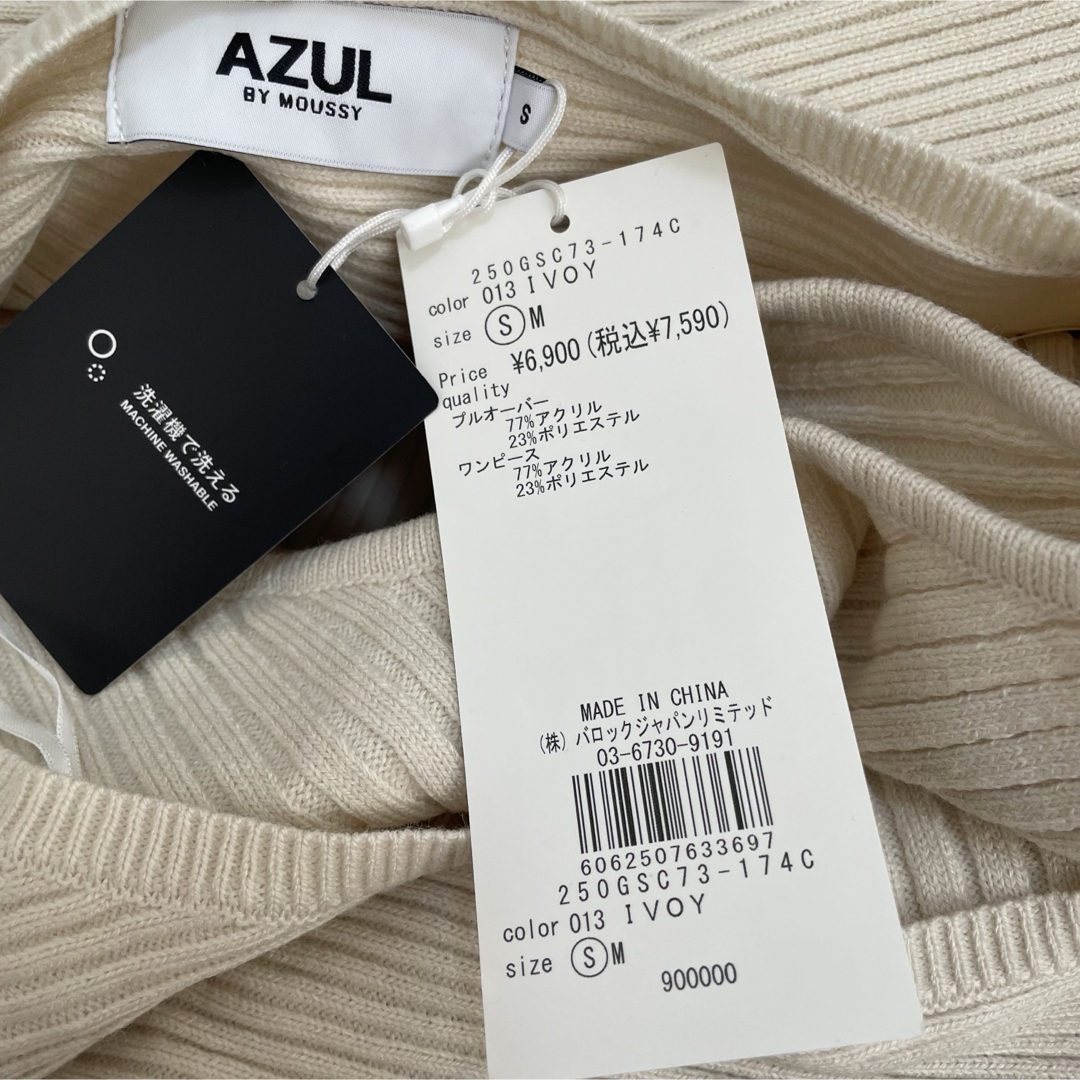 AZUL
BY MOUSSY
S
洗濯機で洗える
MACHINE WASHABLE
250GSC73-174C
color 013 IVOY
size S M
Price ¥6,900(税込¥7,590)
quality
プルオーバー
77%アクリル
23%ポリエステル
ワンピース
77%アクリル
23%ポリエステル
MADE IN CHINA
(株)バロックジャパンリミテッド
03-6730-9191
6062507633697
250GSC73-174C
color 013 IVOY
size S M
900000